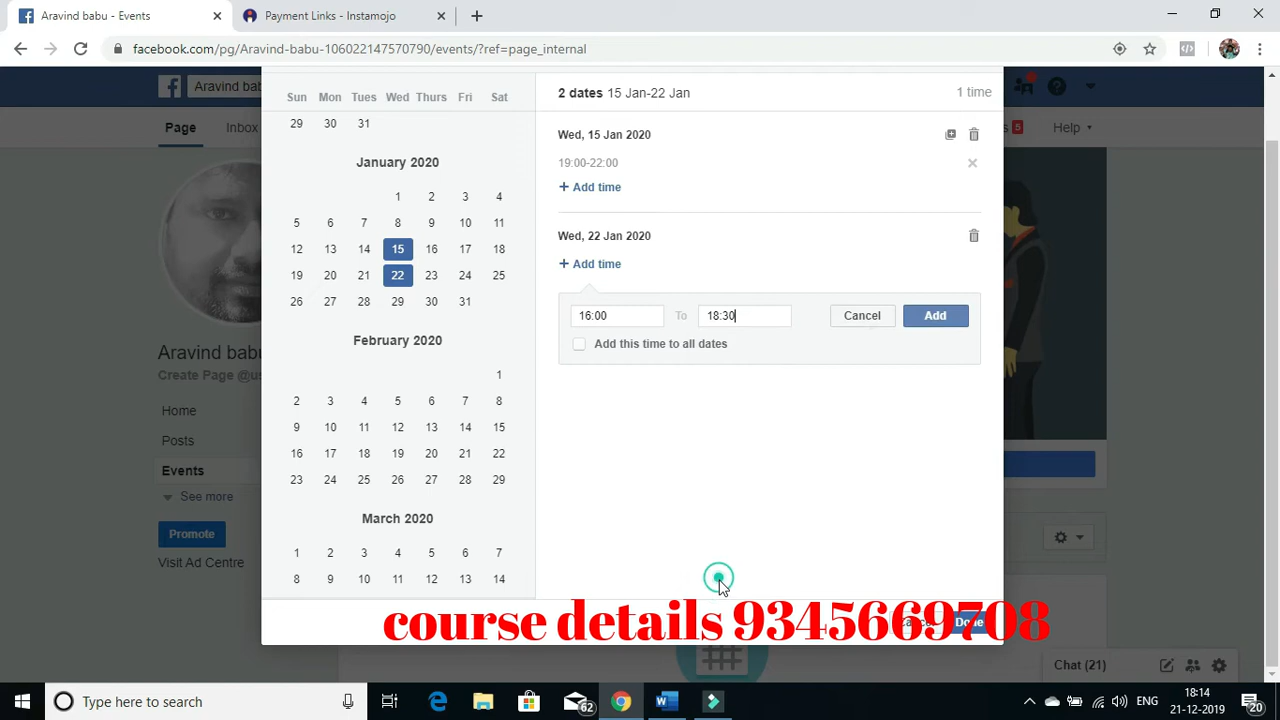 Aravind babu - Events
Payment Links - Instamojo
facebook.com/pg/Aravind-babu-106022147570790/events/?ref=page_internal
Aravind bab
Page
Inbox
5
Help
Sun Mon Tues Wed Thurs Fri Sat
29 30 31
January 2020
1 2 3 4
5 6 7 8 9 10 11
12 13 14 15 16 17 18
19 20 21 22 23 24 25
26 27 28 29 30 31
February 2020
1
2 3 4 5 6 7 8
9 10 11 12 13 14 15
16 17 18 19 20 21 22
23 24 25 26 27 28 29
March 2020
1 2 3 4 5 6 7
8 9 10 11 12 13 14
2 dates 15 Jan-22 Jan
1 time
Wed, 15 Jan 2020
19:00-22:00
+ Add time
Wed, 22 Jan 2020
+ Add time
16:00 To 18:30
Cancel
Add
Add this time to all dates
Cancel
Done
Aravind babu
Create Page @us
Home
Posts
Events
See more
Promote
Visit Ad Centre
course details 9345669708
Chat (21)
Type here to search
62
ENG
18:14
21-12-2019
20